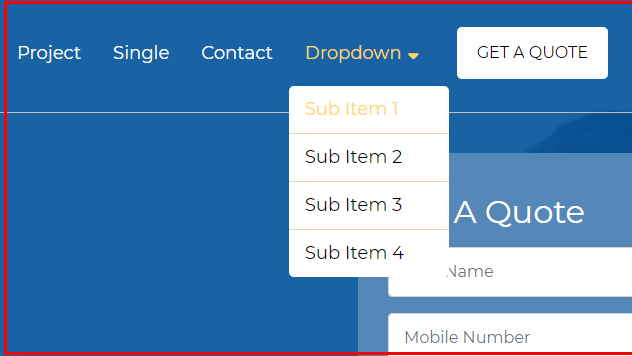 Project Single Contact Dropdown GET A QUOTE
Sub Item 1
Sub Item 2
Sub Item 3
Sub Item 4
A Quote
Name
Mobile Number